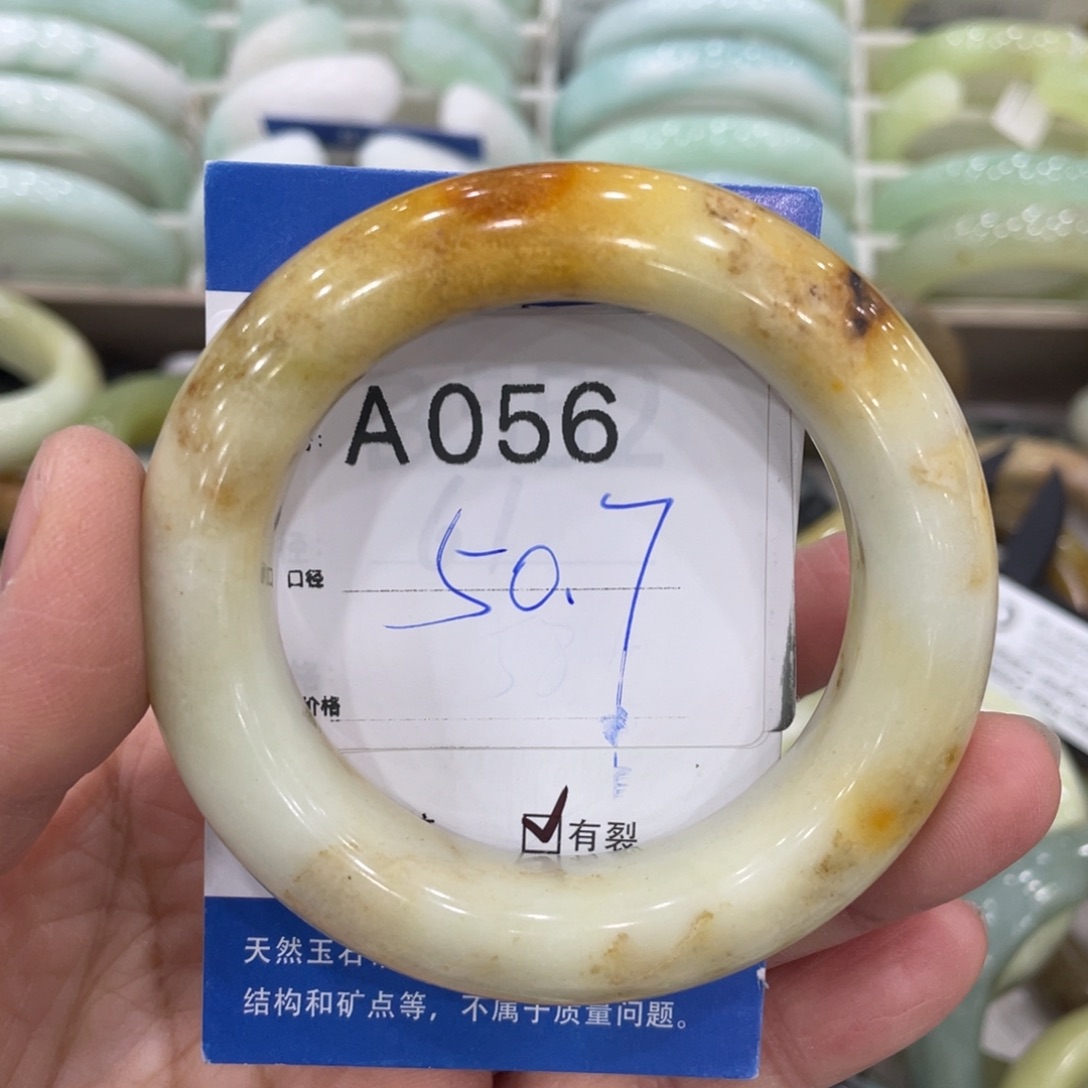 A056
口径
50.7
价格
☑有裂
天然玉石
结构和矿点等，不属于质量问题。